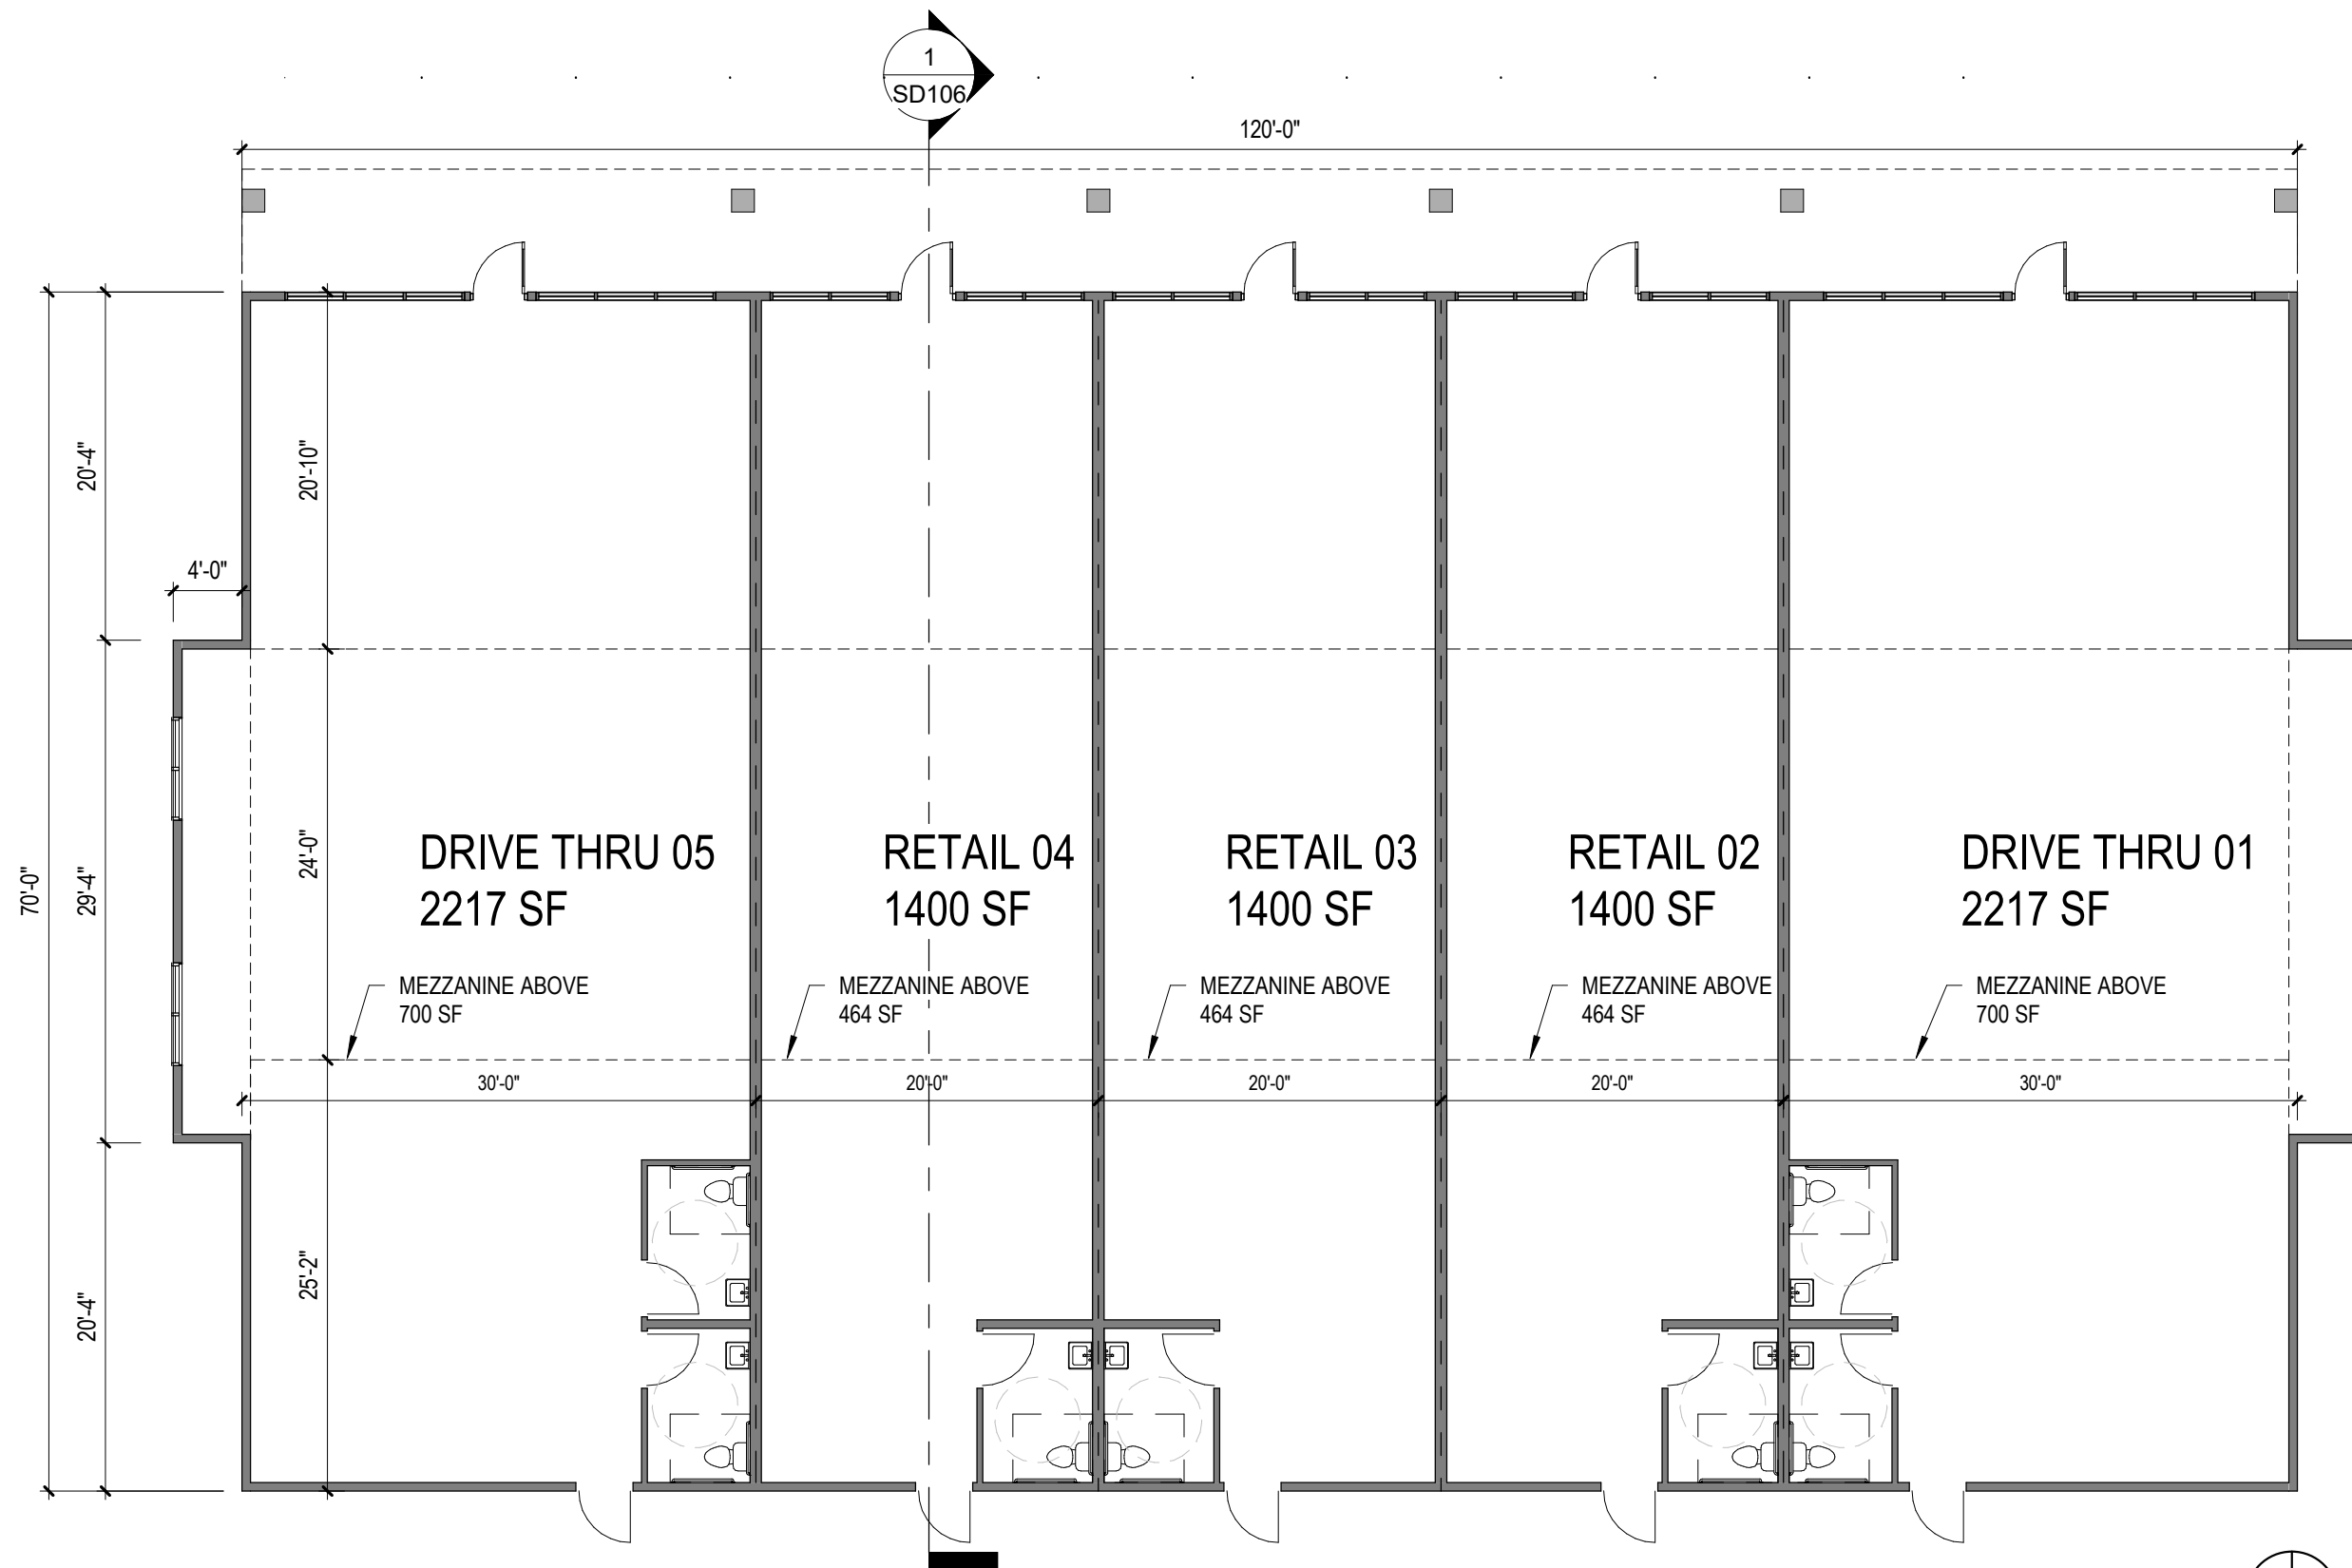 1
SD106
120'-0"
20'-4"
20'-10"
4'-0"
70'-0"
29'-4"
24'-0"
DRIVE THRU 05
2217 SF
RETAIL 04
1400 SF
RETAIL 03
1400 SF
RETAIL 02
1400 SF
DRIVE THRU 01
2217 SF
MEZZANINE ABOVE
700 SF
MEZZANINE ABOVE
464 SF
MEZZANINE ABOVE
464 SF
MEZZANINE ABOVE
464 SF
MEZZANINE ABOVE
700 SF
30'-0"
20'-0"
20'-0"
20'-0"
30'-0"
25'-2"
20'-4"